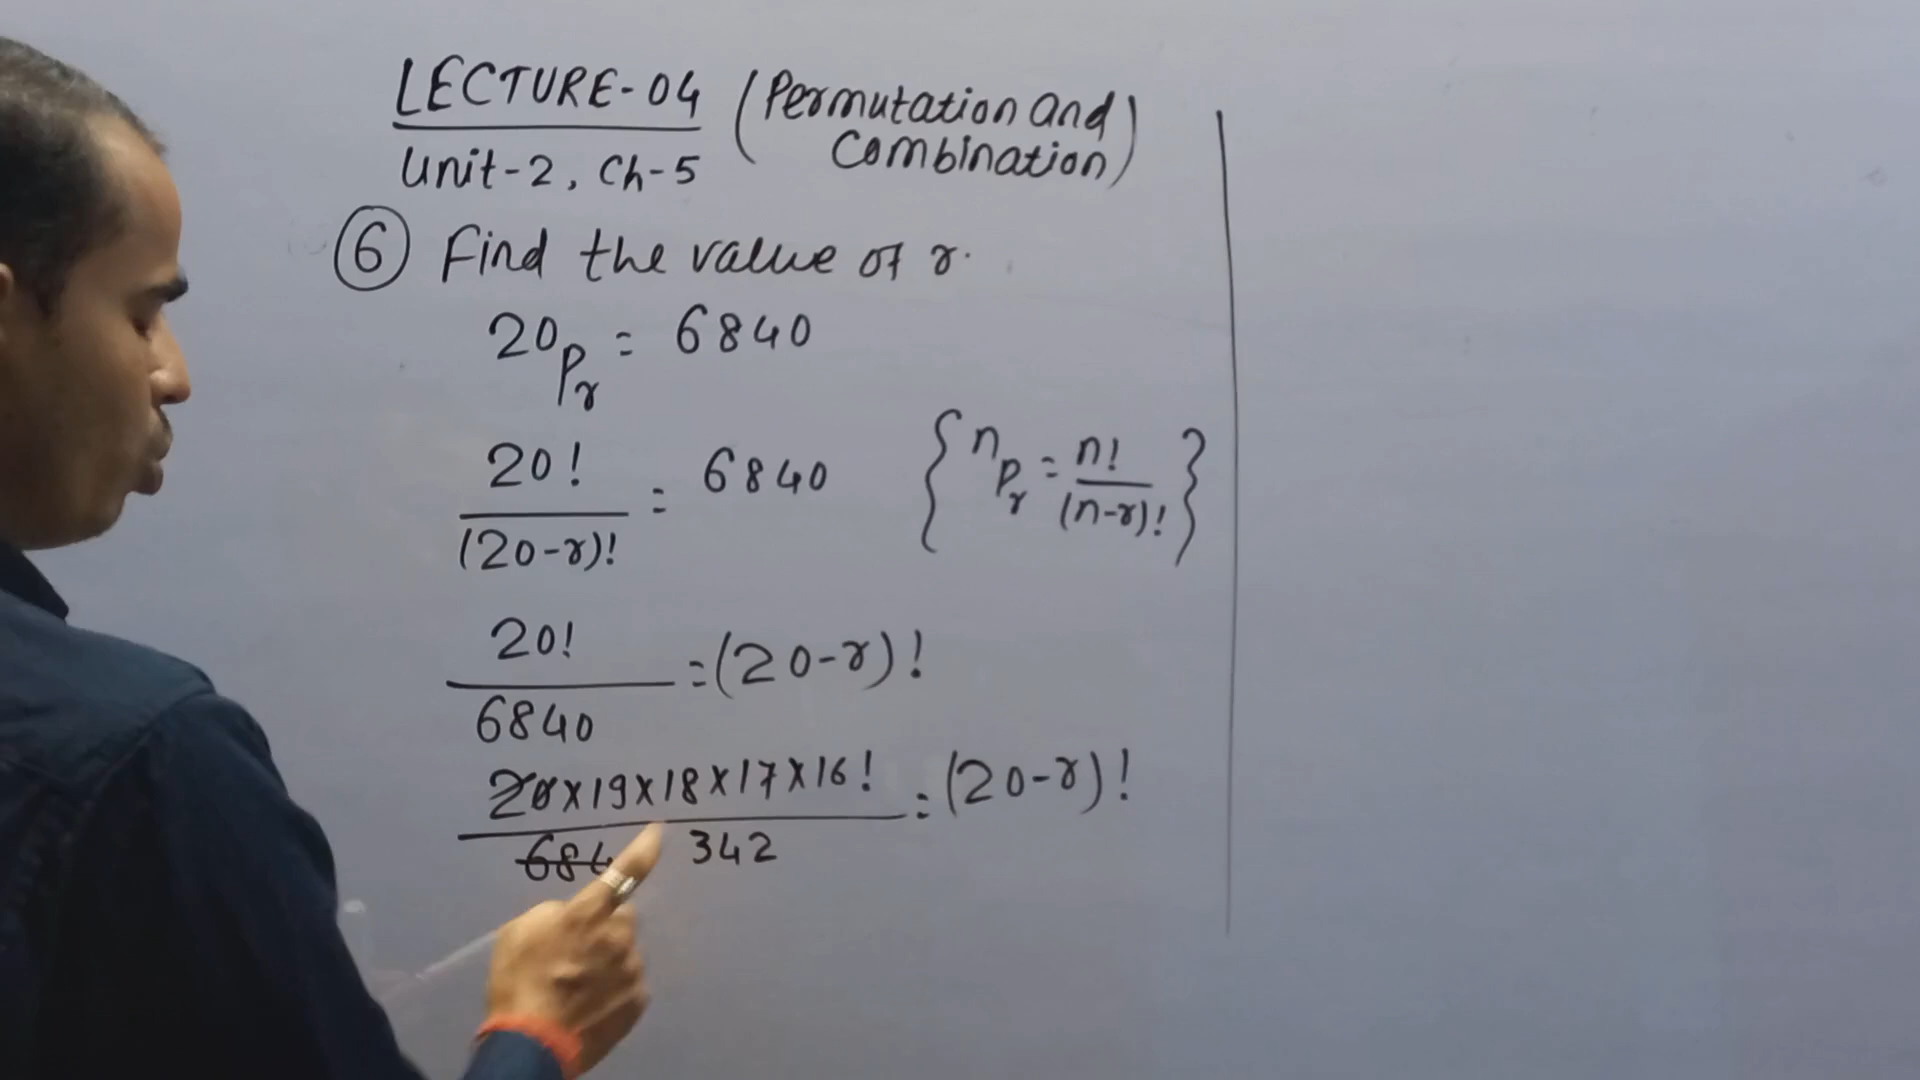 LECTURE-04 (Permutation and Combination)
Unit-2, Ch-5
⑥ Find the value of r.
20Pr = 6840
20! / (20-r)! = 6840 { nPr = n! / (n-r)! }
20! / 6840 = (20-r)!
20×19×18×17×16! / 684 342 = (20-r)!